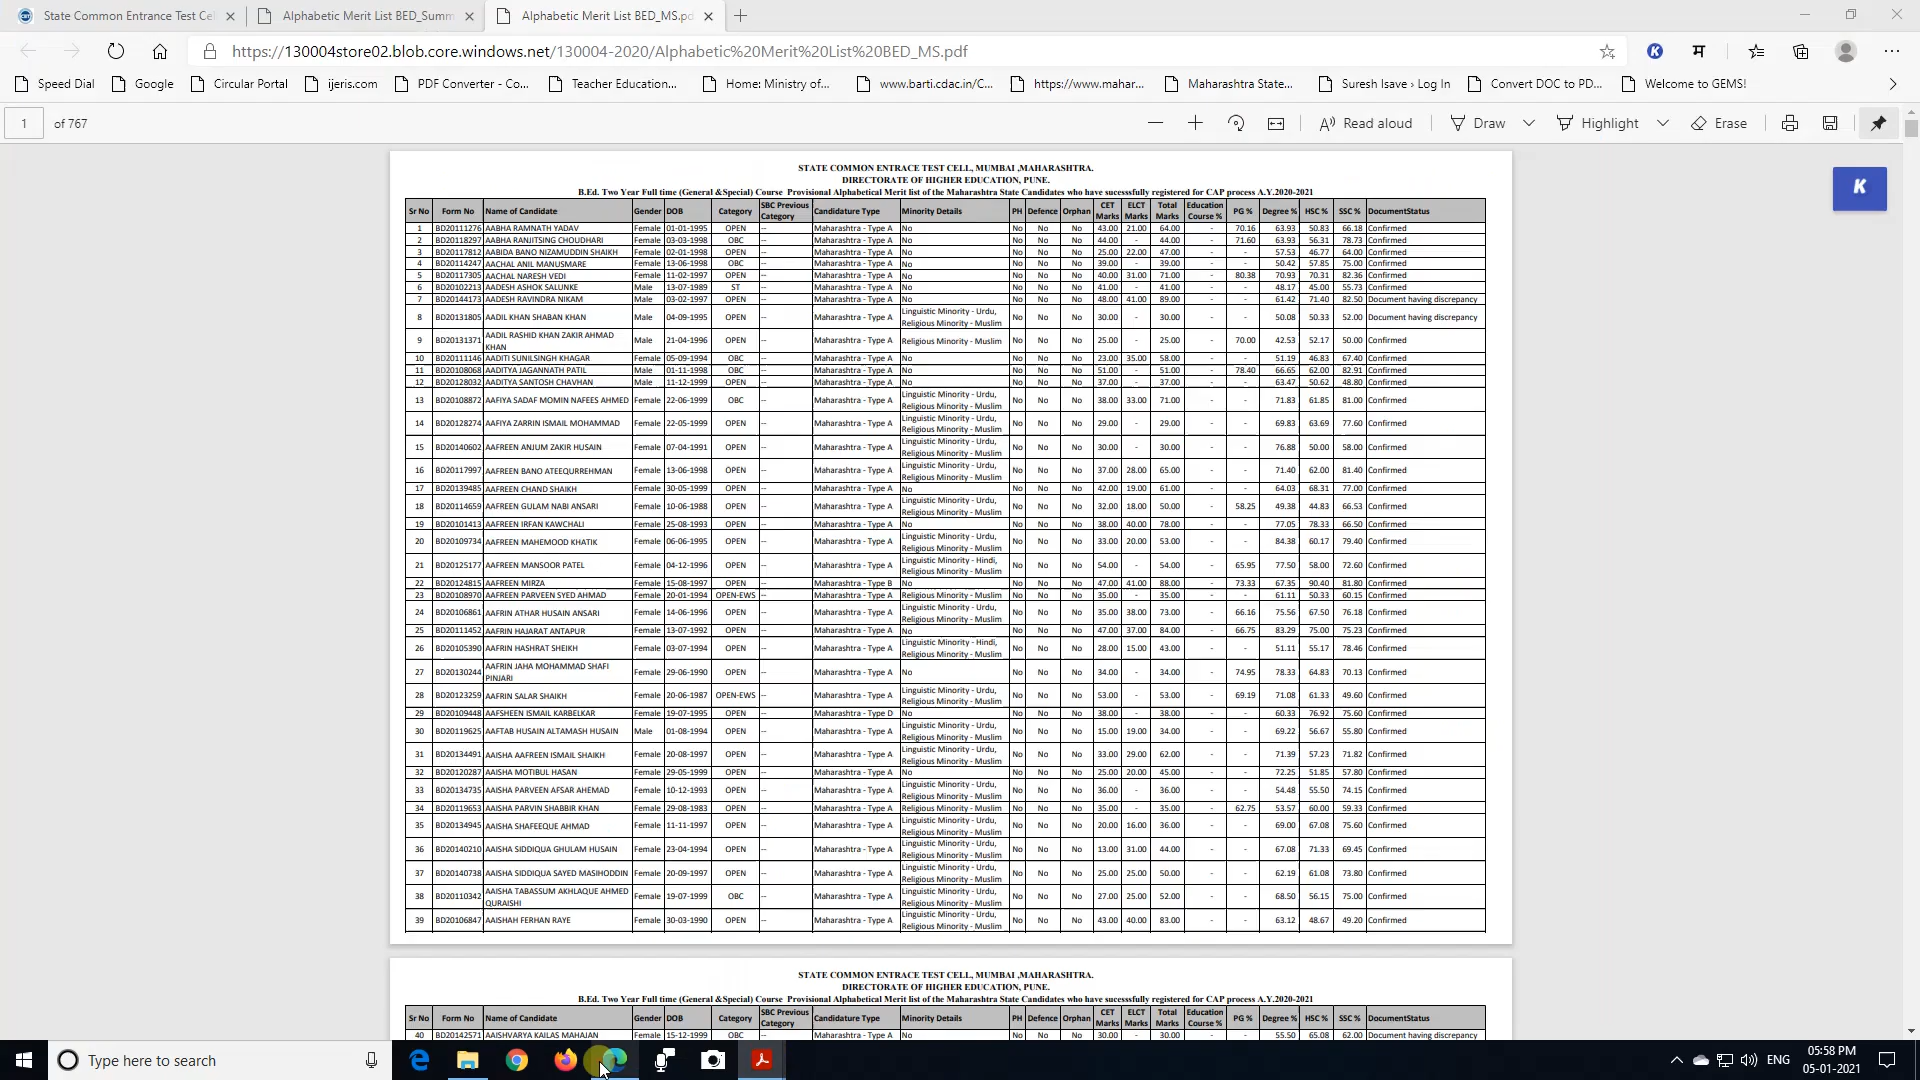 State Common Entrance Test Cel
Alphabetic Merit List BED_Summ
Alphabetic Merit List BED_MS.pd
https://130004store02.blob.core.windows.net/130004-2020/Alphabetic%20Merit%20List%20BED_MS.pdf
Speed Dial Google Circular Portal ijeris.com PDF Converter - Co... Teacher Education... Home: Ministry of... www.barti.cdac.in/C... https://www.mahar... Maharashtra State... Suresh Isave › Log In Convert DOC to PD... Welcome to GEMS!
1 of 767 Read aloud Draw Highlight Erase
K
STATE COMMON ENTRACE TEST CELL, MUMBAI ,MAHARASHTRA.
DIRECTORATE OF HIGHER EDUCATION, PUNE.
B.Ed. Two Year Full time (General &Special) Course Provisional Alphabetical Merit list of the Maharashtra State Candidates who have sucessfully registered for CAP process A.Y.2020-2021
Sr No Form No Name of Candidate Gender DOB Category SBC Previous Category Candidature Type Minority Details PH Defence Orphan CET Marks ELCT Marks Total Marks Education Course % PG % Degree % HSC % SSC % DocumentStatus
1 BD20111276 AABHA RAMNATH YADAV Female 01-01-1995 OPEN -- Maharashtra - Type A No No No No 43.00 21.00 64.00 - 70.16 63.93 50.83 66.18 Confirmed
2 BD20118297 AABHA RANJITSING CHOUDHARI Female 03-03-1998 OBC -- Maharashtra - Type A No No No No 44.00 - 44.00 - 71.60 63.93 56.31 78.73 Confirmed
3 BD20117812 AABIDA BANO NIZAMUDDIN SHAIKH Female 02-01-1998 OPEN -- Maharashtra - Type A No No No No 25.00 22.00 47.00 - - 57.53 46.77 64.00 Confirmed
4 BD20114247 AACHAL ANIL MANUSMARE Female 13-06-1998 OBC -- Maharashtra - Type A No No No No 39.00 - 39.00 - - 50.42 57.85 75.00 Confirmed
5 BD20117305 AACHAL NARESH VEDI Female 11-02-1997 OPEN -- Maharashtra - Type A No No No No 40.00 31.00 71.00 - 80.38 70.93 70.31 82.36 Confirmed
6 BD20102213 AADESH ASHOK SALUNKE Male 13-07-1989 ST -- Maharashtra - Type A No No No No 41.00 - 41.00 - - 48.17 45.00 55.73 Confirmed
7 BD20144173 AADESH RAVINDRA NIKAM Male 03-02-1997 OPEN -- Maharashtra - Type A No No No No 48.00 41.00 89.00 - - 61.42 71.40 82.50 Document having discrepancy
8 BD20131805 AADIL KHAN SHABAN KHAN Male 04-09-1995 OPEN -- Maharashtra - Type A Linguistic Minority - Urdu, Religious Minority - Muslim No No No 30.00 - 30.00 - - 50.08 50.33 52.00 Document having discrepancy
9 BD20131371 AADIL RASHID KHAN ZAKIR AHMAD KHAN Male 21-04-1996 OPEN -- Maharashtra - Type A Religious Minority - Muslim No No No 25.00 - 25.00 - 70.00 42.53 52.17 50.00 Confirmed
10 BD20111146 AADITI SUNILSINGH KHAGAR Female 05-09-1994 OBC -- Maharashtra - Type A No No No No 23.00 35.00 58.00 - - 51.19 46.83 67.40 Confirmed
11 BD20108068 AADITYA JAGANNATH PATIL Male 01-11-1998 OBC -- Maharashtra - Type A No No No No 51.00 - 51.00 - 78.40 66.65 62.00 82.91 Confirmed
12 BD20128032 AADITYA SANTOSH CHAVHAN Male 11-12-1999 OPEN -- Maharashtra - Type A No No No No 37.00 - 37.00 - - 63.47 50.62 48.80 Confirmed
13 BD20108872 AAFIYA SADAF MOMIN NAFEES AHMED Female 22-06-1999 OBC -- Maharashtra - Type A Linguistic Minority - Urdu, Religious Minority - Muslim No No No 38.00 33.00 71.00 - - 71.83 61.85 81.00 Confirmed
14 BD20128274 AAFIYA ZARRIN ISMAIL MOHAMMAD Female 22-05-1999 OPEN -- Maharashtra - Type A Linguistic Minority - Urdu, Religious Minority - Muslim No No No 29.00 - 29.00 - - 69.83 63.69 77.60 Confirmed
15 BD20140602 AAFREEN ANJUM ZAKIR HUSAIN Female 07-04-1991 OPEN -- Maharashtra - Type A Linguistic Minority - Urdu, Religious Minority - Muslim No No No 30.00 - 30.00 - - 76.88 50.00 58.00 Confirmed
16 BD20117997 AAFREEN BANO ATEEQURREHMAN Female 13-06-1998 OPEN -- Maharashtra - Type A Linguistic Minority - Urdu, Religious Minority - Muslim No No No 37.00 28.00 65.00 - - 71.40 62.00 81.40 Confirmed
17 BD20139485 AAFREEN CHAND SHAIKH Female 30-05-1999 OPEN -- Maharashtra - Type A No No No No 42.00 19.00 61.00 - - 64.03 68.31 77.00 Confirmed
18 BD20114659 AAFREEN GULAM NABI ANSARI Female 10-06-1988 OPEN -- Maharashtra - Type A Linguistic Minority - Urdu, Religious Minority - Muslim No No No 32.00 18.00 50.00 - 58.25 49.38 44.83 66.53 Confirmed
19 BD20101413 AAFREEN IRFAN KAWCHALI Female 25-08-1993 OPEN -- Maharashtra - Type A No No No No 38.00 40.00 78.00 - - 77.05 78.33 66.50 Confirmed
20 BD20109734 AAFREEN MAHEMOOD KHATIK Female 06-06-1995 OPEN -- Maharashtra - Type A Linguistic Minority - Urdu, Religious Minority - Muslim No No No 33.00 20.00 53.00 - - 84.38 60.17 79.40 Confirmed
21 BD20125177 AAFREEN MANSOOR PATEL Female 04-12-1996 OPEN -- Maharashtra - Type A Linguistic Minority - Hindi, Religious Minority - Muslim No No No 54.00 - 54.00 - 65.95 77.50 58.00 72.60 Confirmed
22 BD20124815 AAFREEN MIRZA Female 15-08-1997 OPEN -- Maharashtra - Type B No No No No 47.00 41.00 88.00 - 73.33 67.35 90.40 81.80 Confirmed
23 BD20108970 AAFREEN PARVEEN SYED AHMAD Female 20-01-1994 OPEN-EWS -- Maharashtra - Type A Religious Minority - Muslim No No No 35.00 - 35.00 - - 61.11 50.33 60.15 Confirmed
24 BD20106861 AAFRIN ATHAR HUSAIN ANSARI Female 14-06-1996 OPEN -- Maharashtra - Type A Linguistic Minority - Urdu, Religious Minority - Muslim No No No 35.00 38.00 73.00 - 66.16 75.56 67.50 76.18 Confirmed
25 BD20111452 AAFRIN HAJARAT ANTAPUR Female 13-07-1992 OPEN -- Maharashtra - Type A No No No No 47.00 37.00 84.00 - 66.75 83.29 75.00 75.23 Confirmed
26 BD20105390 AAFRIN HASHRAT SHEIKH Female 03-07-1994 OPEN -- Maharashtra - Type A Linguistic Minority - Hindi, Religious Minority - Muslim No No No 28.00 15.00 43.00 - - 51.11 55.17 78.46 Confirmed
27 BD20130244 AAFRIN JAHA MOHAMMAD SHAFI PINJARI Female 29-06-1990 OPEN -- Maharashtra - Type A No No No No 34.00 - 34.00 - 74.95 78.33 64.83 70.13 Confirmed
28 BD20123259 AAFRIN SALAR SHAIKH Female 20-06-1987 OPEN-EWS -- Maharashtra - Type A Linguistic Minority - Urdu, Religious Minority - Muslim No No No 53.00 - 53.00 - 69.19 71.08 61.33 49.60 Confirmed
29 BD20109448 AAFSHEEN ISMAIL KARBELKAR Female 19-07-1995 OPEN -- Maharashtra - Type D No No No No 38.00 - 38.00 - - 60.33 76.92 75.60 Confirmed
30 BD20119625 AAFTAB HUSAIN ALTAMASH HUSAIN Male 01-08-1994 OPEN -- Maharashtra - Type A Linguistic Minority - Urdu, Religious Minority - Muslim No No No 15.00 19.00 34.00 - - 69.22 56.67 55.80 Confirmed
31 BD20134491 AAISHA AAFREEN ISMAIL SHAIKH Female 20-08-1997 OPEN -- Maharashtra - Type A Linguistic Minority - Urdu, Religious Minority - Muslim No No No 33.00 29.00 62.00 - - 71.39 57.23 71.82 Confirmed
32 BD20120287 AAISHA MOTIBUL HASAN Female 29-05-1999 OPEN -- Maharashtra - Type A No No No No 25.00 20.00 45.00 - - 72.25 51.85 57.80 Confirmed
33 BD20134735 AAISHA PARVEEN AFSAR AHEMAD Female 10-12-1993 OPEN -- Maharashtra - Type A Linguistic Minority - Urdu, Religious Minority - Muslim No No No 36.00 - 36.00 - - 54.48 55.50 74.15 Confirmed
34 BD20119653 AAISHA PARVIN SHABBIR KHAN Female 29-08-1983 OPEN -- Maharashtra - Type A Religious Minority - Muslim No No No 35.00 - 35.00 - 62.75 53.57 60.00 59.33 Confirmed
35 BD20134945 AAISHA SHAFEEQUE AHMAD Female 11-11-1997 OPEN -- Maharashtra - Type A Linguistic Minority - Urdu, Religious Minority - Muslim No No No 20.00 16.00 36.00 - - 69.00 67.08 75.60 Confirmed
36 BD20140210 AAISHA SIDDIQUA GHULAM HUSAIN Female 23-04-1994 OPEN -- Maharashtra - Type A Linguistic Minority - Urdu, Religious Minority - Muslim No No No 13.00 31.00 44.00 - - 67.08 71.33 69.45 Confirmed
37 BD20140738 AAISHA SIDDIQUA SAYED MASIHODDIN Female 20-09-1997 OPEN -- Maharashtra - Type A Linguistic Minority - Urdu, Religious Minority - Muslim No No No 25.00 25.00 50.00 - - 62.19 61.08 73.80 Confirmed
38 BD20110342 AAISHA TABASSUM AKHLAQUE AHMED QURAISHI Female 19-07-1999 OBC -- Maharashtra - Type A Linguistic Minority - Urdu, Religious Minority - Muslim No No No 27.00 25.00 52.00 - - 68.50 56.15 75.00 Confirmed
39 BD20106847 AAISHAH FERHAN RAYE Female 30-03-1990 OPEN -- Maharashtra - Type A Linguistic Minority - Urdu, Religious Minority - Muslim No No No 43.00 40.00 83.00 - - 63.12 48.67 49.20 Confirmed
STATE COMMON ENTRACE TEST CELL, MUMBAI ,MAHARASHTRA.
DIRECTORATE OF HIGHER EDUCATION, PUNE.
B.Ed. Two Year Full time (General &Special) Course Provisional Alphabetical Merit list of the Maharashtra State Candidates who have sucessfully registered for CAP process A.Y.2020-2021
Sr No Form No Name of Candidate Gender DOB Category SBC Previous Category Candidature Type Minority Details PH Defence Orphan CET Marks ELCT Marks Total Marks Education Course % PG % Degree % HSC % SSC % DocumentStatus
40 BD20142571 AAISHVARYA KAILAS MAHAJAN Female 15-12-1999 OBC -- Maharashtra - Type A No No No No 30.00 - 30.00 - - 55.50 65.08 62.00 Document having discrepancy
Type here to search
ENG
05:58 PM
05-01-2021